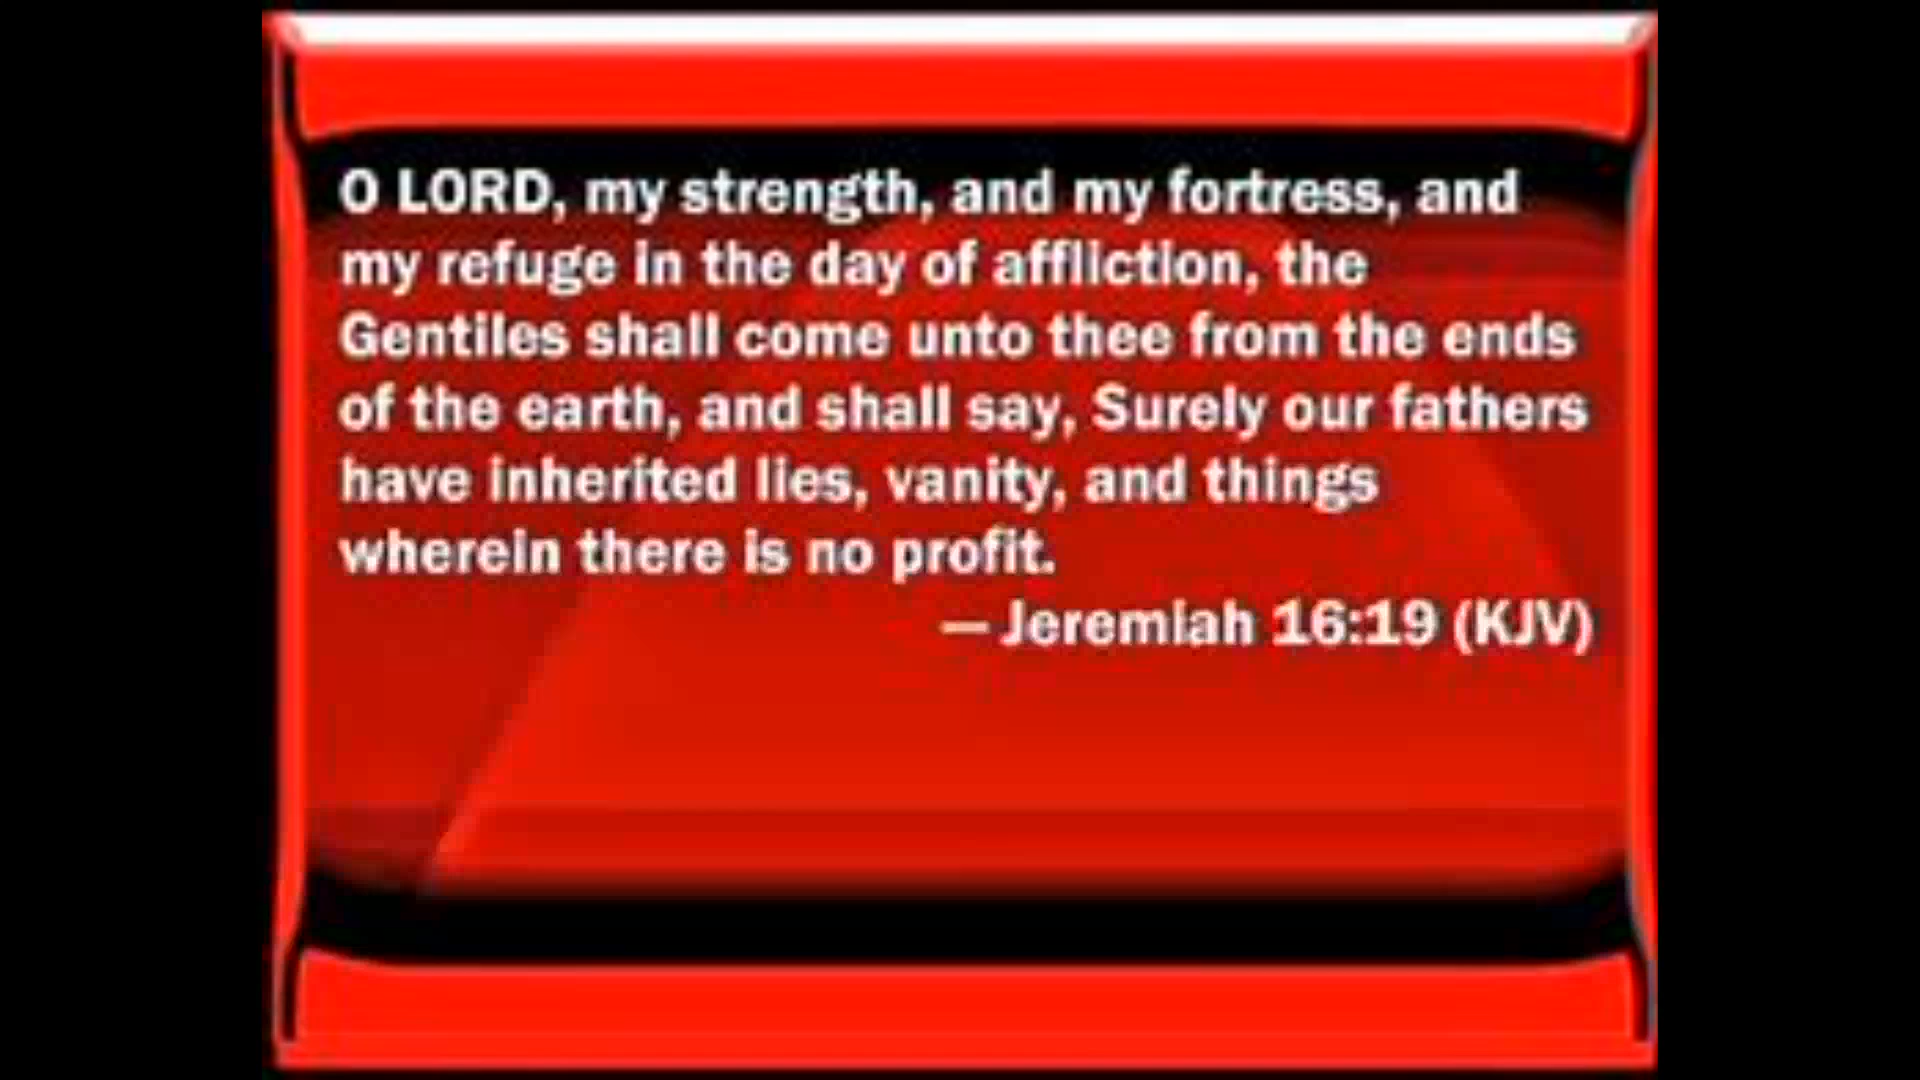 O LORD, my strength, and my fortress, and
my refuge in the day of affliction, the
Gentiles shall come unto thee from the ends
of the earth, and shall say, Surely our fathers
have inherited lies, vanity, and things
wherein there is no profit.
— Jeremiah 16:19 (KJV)